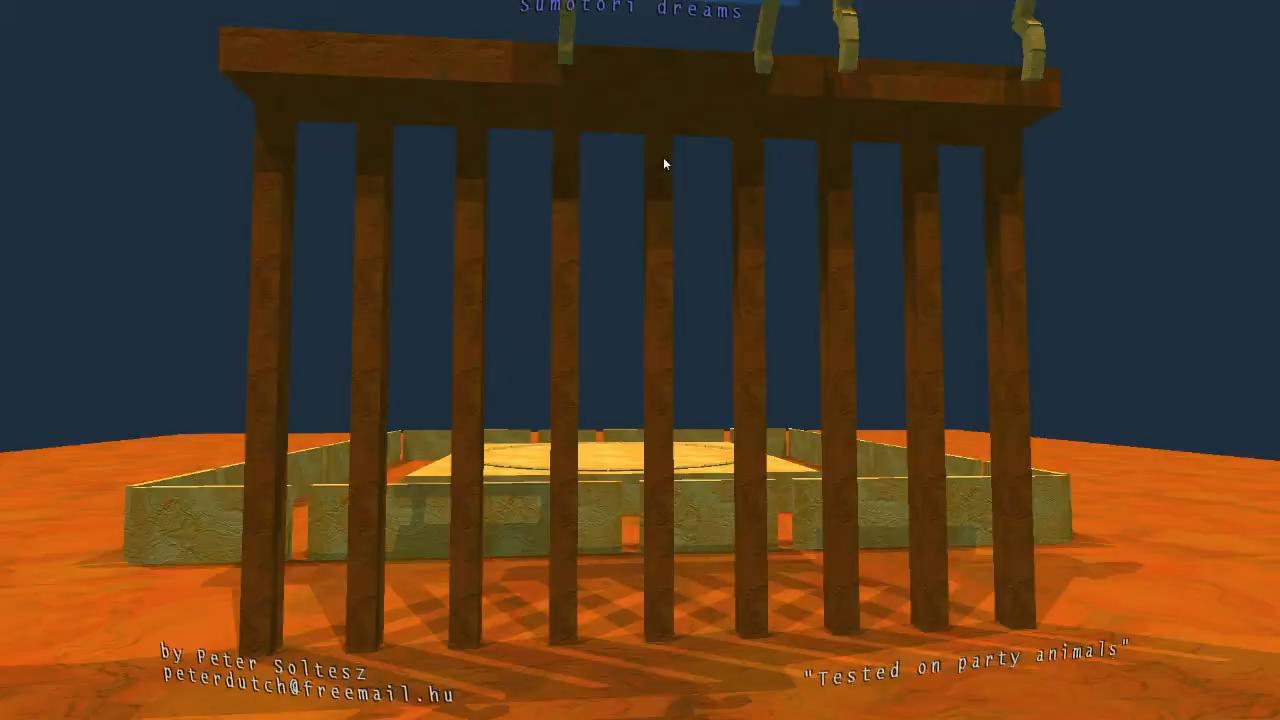 Sumotori dreams
by Peter Soltesz
peterdutch@freemail.hu
"Tested on party animals"